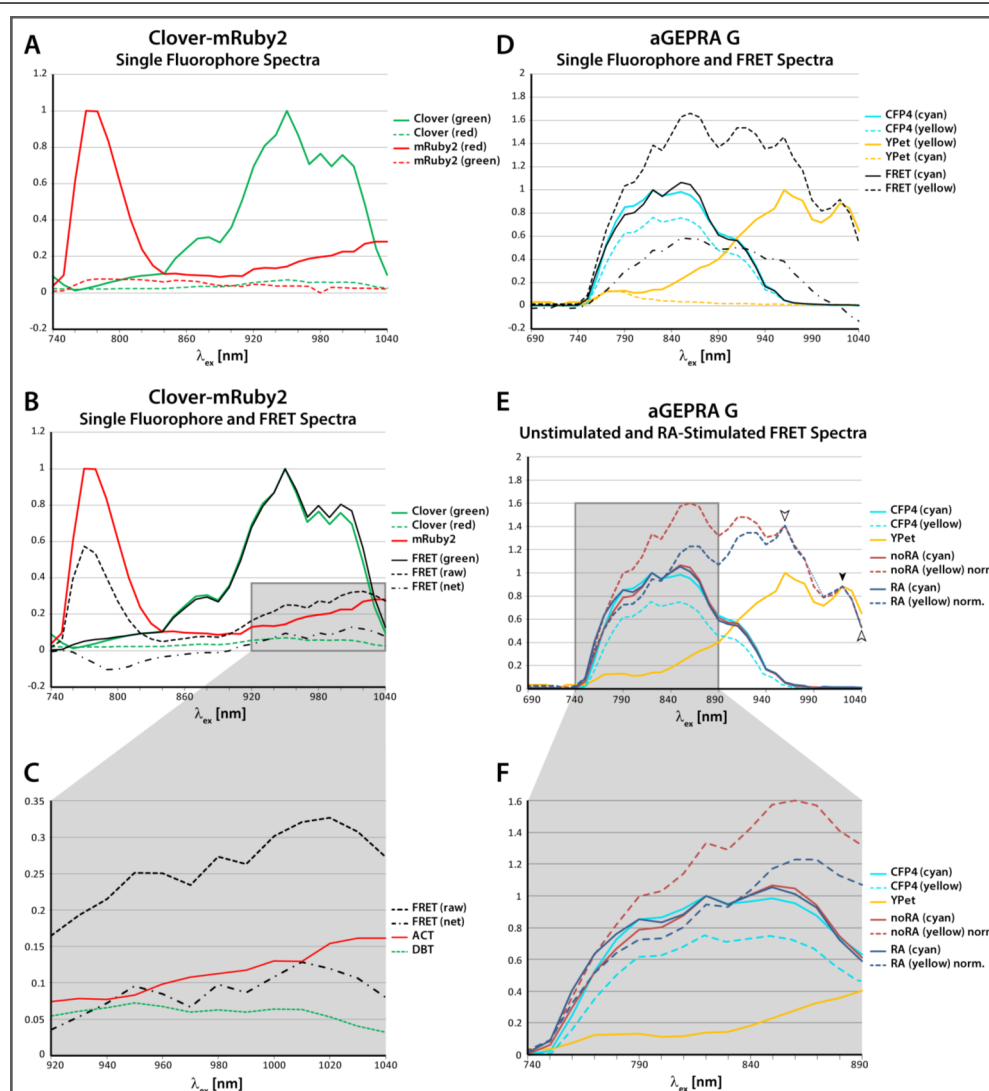 A
Clover-mRuby2
Single Fluorophore Spectra
1.2
1
0.8
0.6
0.4
0.2
0
-0.2
740 800 860 920 980 1040
λex [nm]
Clover (green)
Clover (red)
mRuby2 (red)
mRuby2 (green)
D
aGEPRA G
Single Fluorophore and FRET Spectra
2
1.8
1.6
1.4
1.2
1
0.8
0.6
0.4
0.2
0
-0.2
690 740 790 840 890 940 990 1040
λex [nm]
CFP4 (cyan)
CFP4 (yellow)
YPet (yellow)
YPet (cyan)
FRET (cyan)
FRET (yellow)
B
Clover-mRuby2
Single Fluorophore and FRET Spectra
1.2
1
0.8
0.6
0.4
0.2
0
-0.2
740 800 860 920 980 1040
λex [nm]
Clover (green)
Clover (red)
mRuby2
FRET (green)
FRET (raw)
FRET (net)
E
aGEPRA G
Unstimulated and RA-Stimulated FRET Spectra
2
1.8
1.6
1.4
1.2
1
0.8
0.6
0.4
0.2
0
690 740 790 840 890 940 990 1040
λex [nm]
CFP4 (cyan)
CFP4 (yellow)
YPet
noRA (cyan)
noRA (yellow) norm.
RA (cyan)
RA (yellow) norm.
C
0.35
0.3
0.25
0.2
0.15
0.1
0.05
0
920 940 960 980 1000 1020 1040
λex [nm]
FRET (raw)
FRET (net)
ACT
DBT
F
1.6
1.4
1.2
1
0.8
0.6
0.4
0.2
0
740 790 840 890
λex [nm]
CFP4 (cyan)
CFP4 (yellow)
YPet
noRA (cyan)
noRA (yellow) norm
RA (cyan)
RA (yellow) norm.